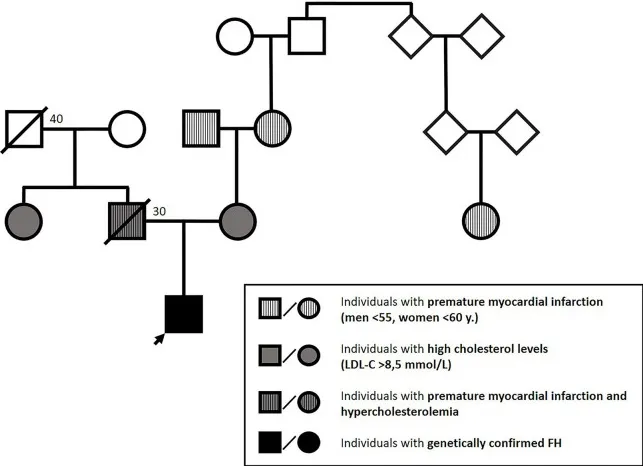 40
30
Individuals with premature myocardial infarction
(men <55, women <60 y.)
Individuals with high cholesterol levels
(LDL-C >8,5 mmol/L)
Individuals with premature myocardial infarction and
hypercholesterolemia
Individuals with genetically confirmed FH